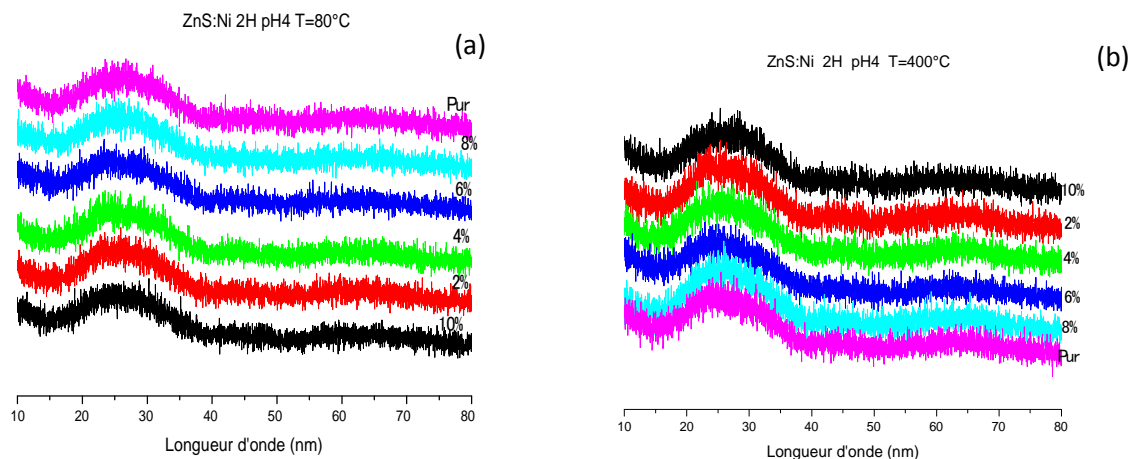 ZnS:Ni 2H pH4 T=80°C
(a)
Pur
8%
6%
4%
2%
10%
10 20 30 40 50 60 70 80
Longueur d'onde (nm)
ZnS:Ni 2H pH4 T=400°C
(b)
10%
2%
4%
6%
8%
Pur
10 20 30 40 50 60 70 80
Longueur d'onde (nm)